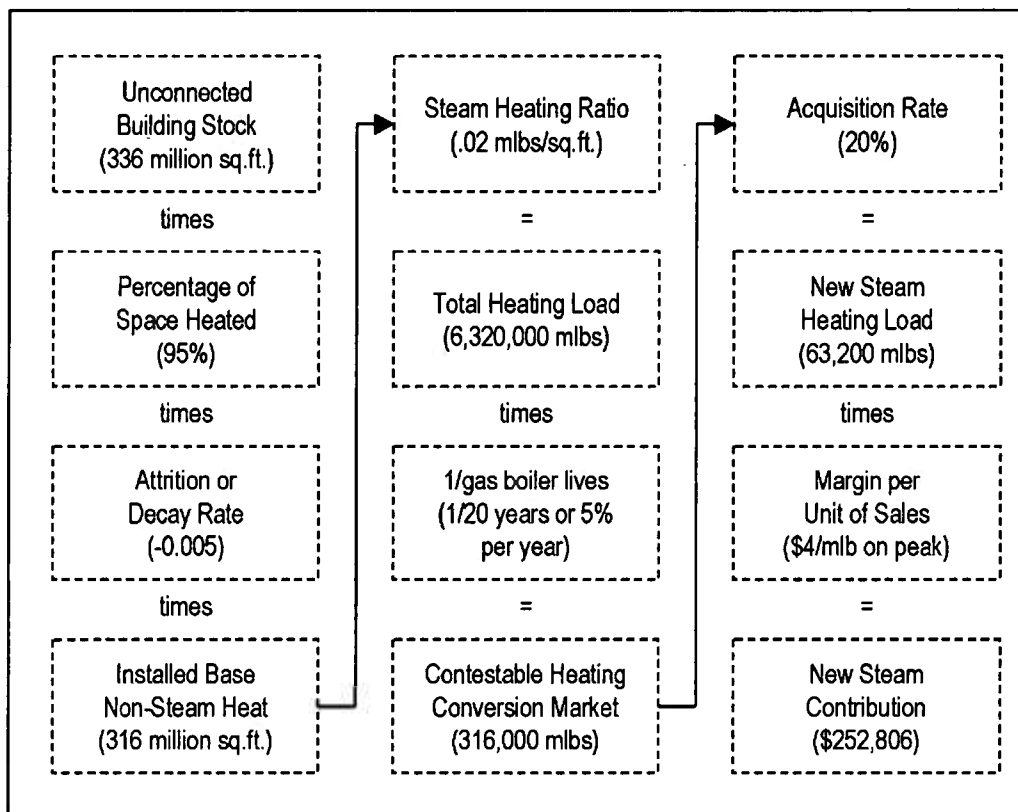 Unconnected
Building Stock
(336 million sq.ft.)
times
Percentage of
Space Heated
(95%)
times
Attrition or
Decay Rate
(-0.005)
times
Installed Base
Non-Steam Heat
(316 million sq.ft.)
Steam Heating Ratio
(.02 mlbs/sq.ft.)
=
Total Heating Load
(6,320,000 mlbs)
times
1/gas boiler lives
(1/20 years or 5%
per year)
=
Contestable Heating
Conversion Market
(316,000 mlbs)
Acquisition Rate
(20%)
=
New Steam
Heating Load
(63,200 mlbs)
times
Margin per
Unit of Sales
($4/mlb on peak)
=
New Steam
Contribution
($252,806)